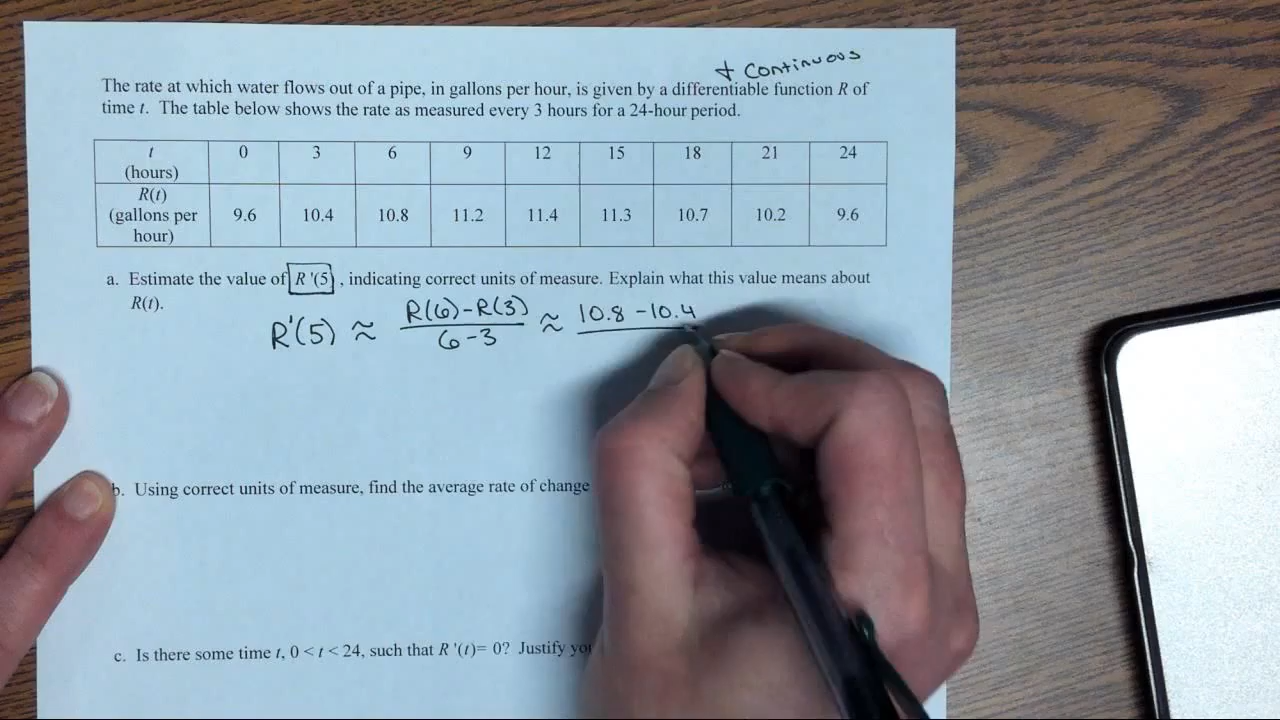 + Continuous
The rate at which water flows out of a pipe, in gallons per hour, is given by a differentiable function R of
time t. The table below shows the rate as measured every 3 hours for a 24-hour period.
t (hours) 0 3 6 9 12 15 18 21 24
R(t) (gallons per hour) 9.6 10.4 10.8 11.2 11.4 11.3 10.7 10.2 9.6
a. Estimate the value of R '(5) , indicating correct units of measure. Explain what this value means about
R(t).
R'(5) ≈ R(6)-R(3) / 6-3 ≈ 10.8 - 10.4
b. Using correct units of measure, find the average rate of change
c. Is there some time t, 0 < t < 24, such that R '(t)= 0? Justify